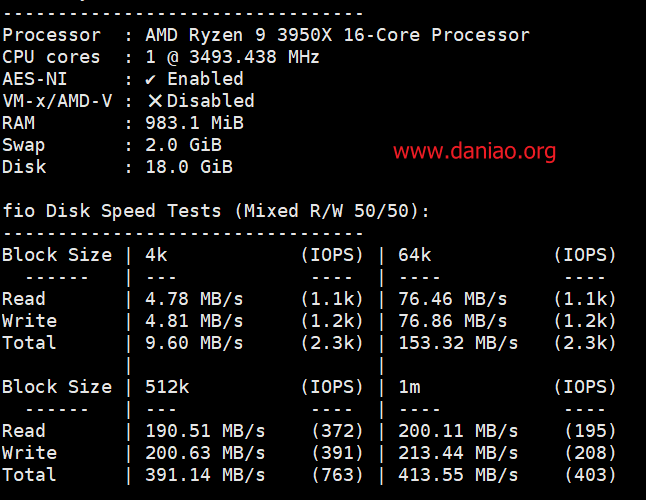 ---------------------------------
Processor  : AMD Ryzen 9 3950X 16-Core Processor
CPU cores  : 1 @ 3493.438 MHz
AES-NI     : ✔ Enabled
VM-x/AMD-V : ❌Disabled
RAM        : 983.1 MiB
Swap       : 2.0 GiB
www.daniao.org
Disk       : 18.0 GiB
fio Disk Speed Tests (Mixed R/W 50/50):
---------------------------------
Block Size | 4k            (IOPS) | 64k           (IOPS)
  ------   | ---            ----  | ----           ----
Read       | 4.78 MB/s     (1.1k) | 76.46 MB/s    (1.1k)
Write      | 4.81 MB/s     (1.2k) | 76.86 MB/s    (1.2k)
Total      | 9.60 MB/s     (2.3k) | 153.32 MB/s   (2.3k)
           |                      |
Block Size | 512k          (IOPS) | 1m            (IOPS)
  ------   | ---            ----  | ----           ----
Read       | 190.51 MB/s    (372) | 200.11 MB/s    (195)
Write      | 200.63 MB/s    (391) | 213.44 MB/s    (208)
Total      | 391.14 MB/s    (763) | 413.55 MB/s    (403)